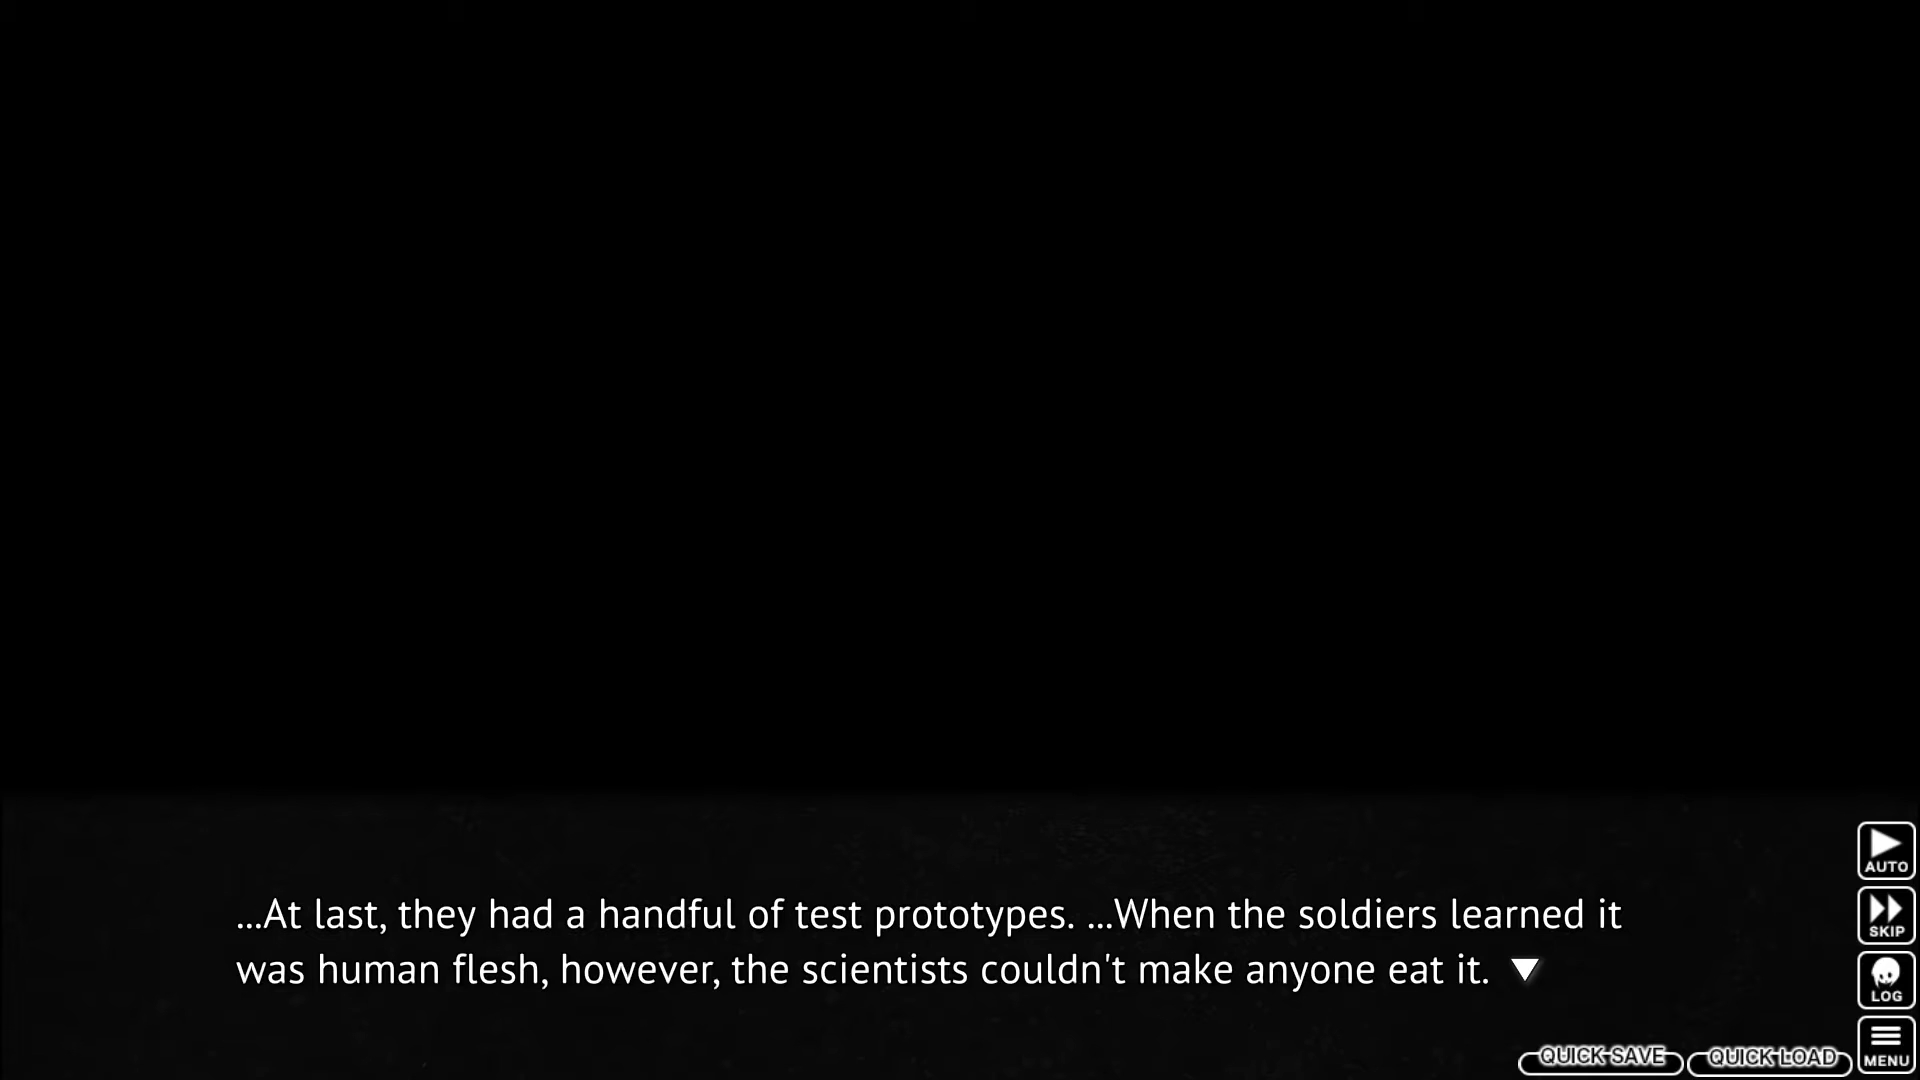 ...At last, they had a handful of test prototypes. ...When the soldiers learned it
was human flesh, however, the scientists couldn't make anyone eat it.
AUTO
SKIP
LOG
MENU
QUICK SAVE
QUICK LOAD